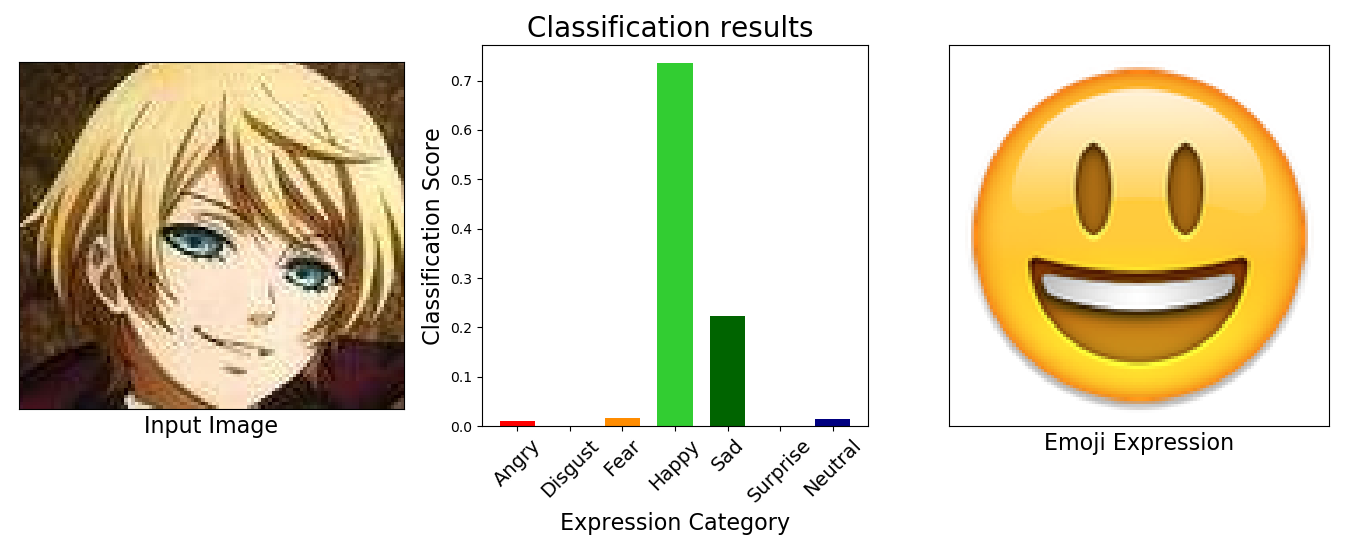 Classification results
Classification Score
0.7
0.6
0.5
0.4
0.3
0.2
0.1
0.0
Angry
Disgust
Fear
Happy
Sad
Surprise
Neutral
Expression Category
Input Image
Emoji Expression